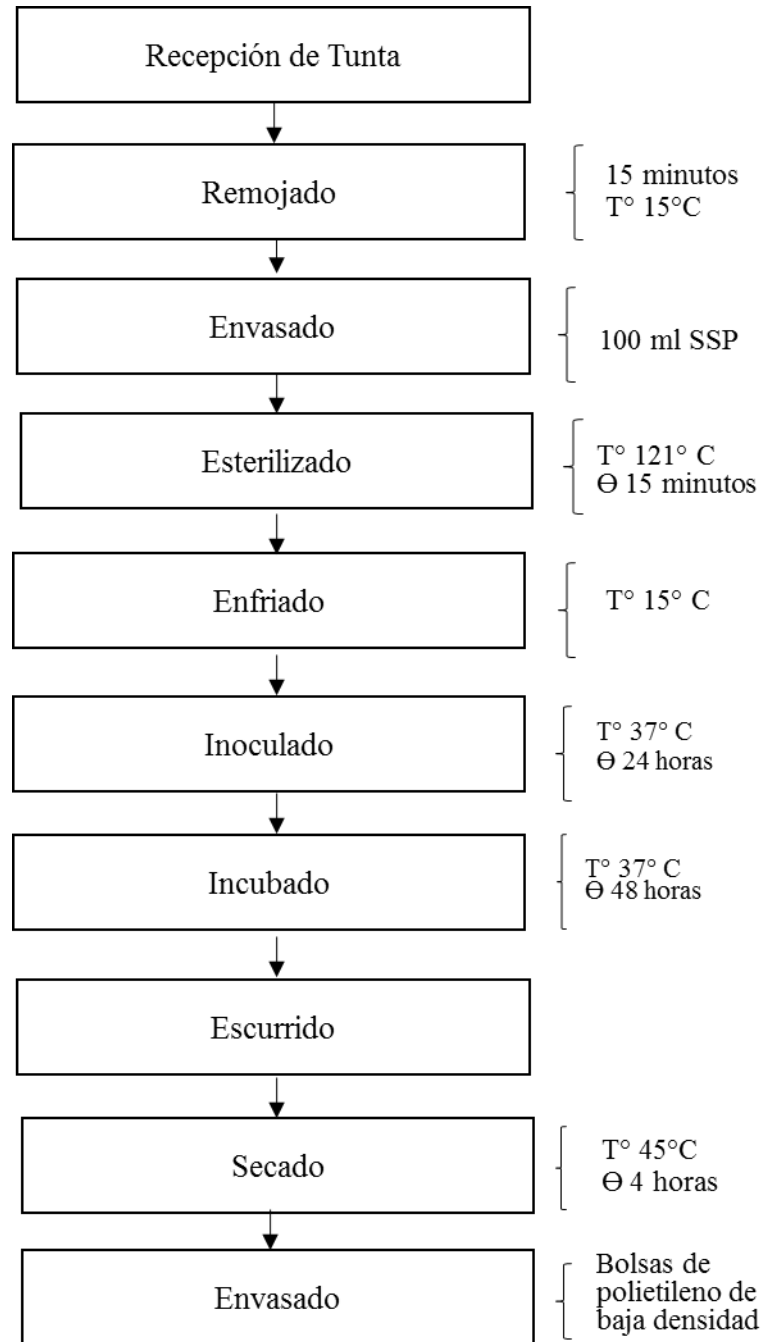 Recepción de Tunta
Remojado
15 minutos
T° 15°C
Envasado
100 ml SSP
Esterilizado
T° 121° C
Ө 15 minutos
Enfriado
T° 15° C
Inoculado
T° 37° C
Ө 24 horas
Incubado
T° 37° C
Ө 48 horas
Escurrido
Secado
T° 45°C
Ө 4 horas
Envasado
Bolsas de
polietileno de
baja densidad